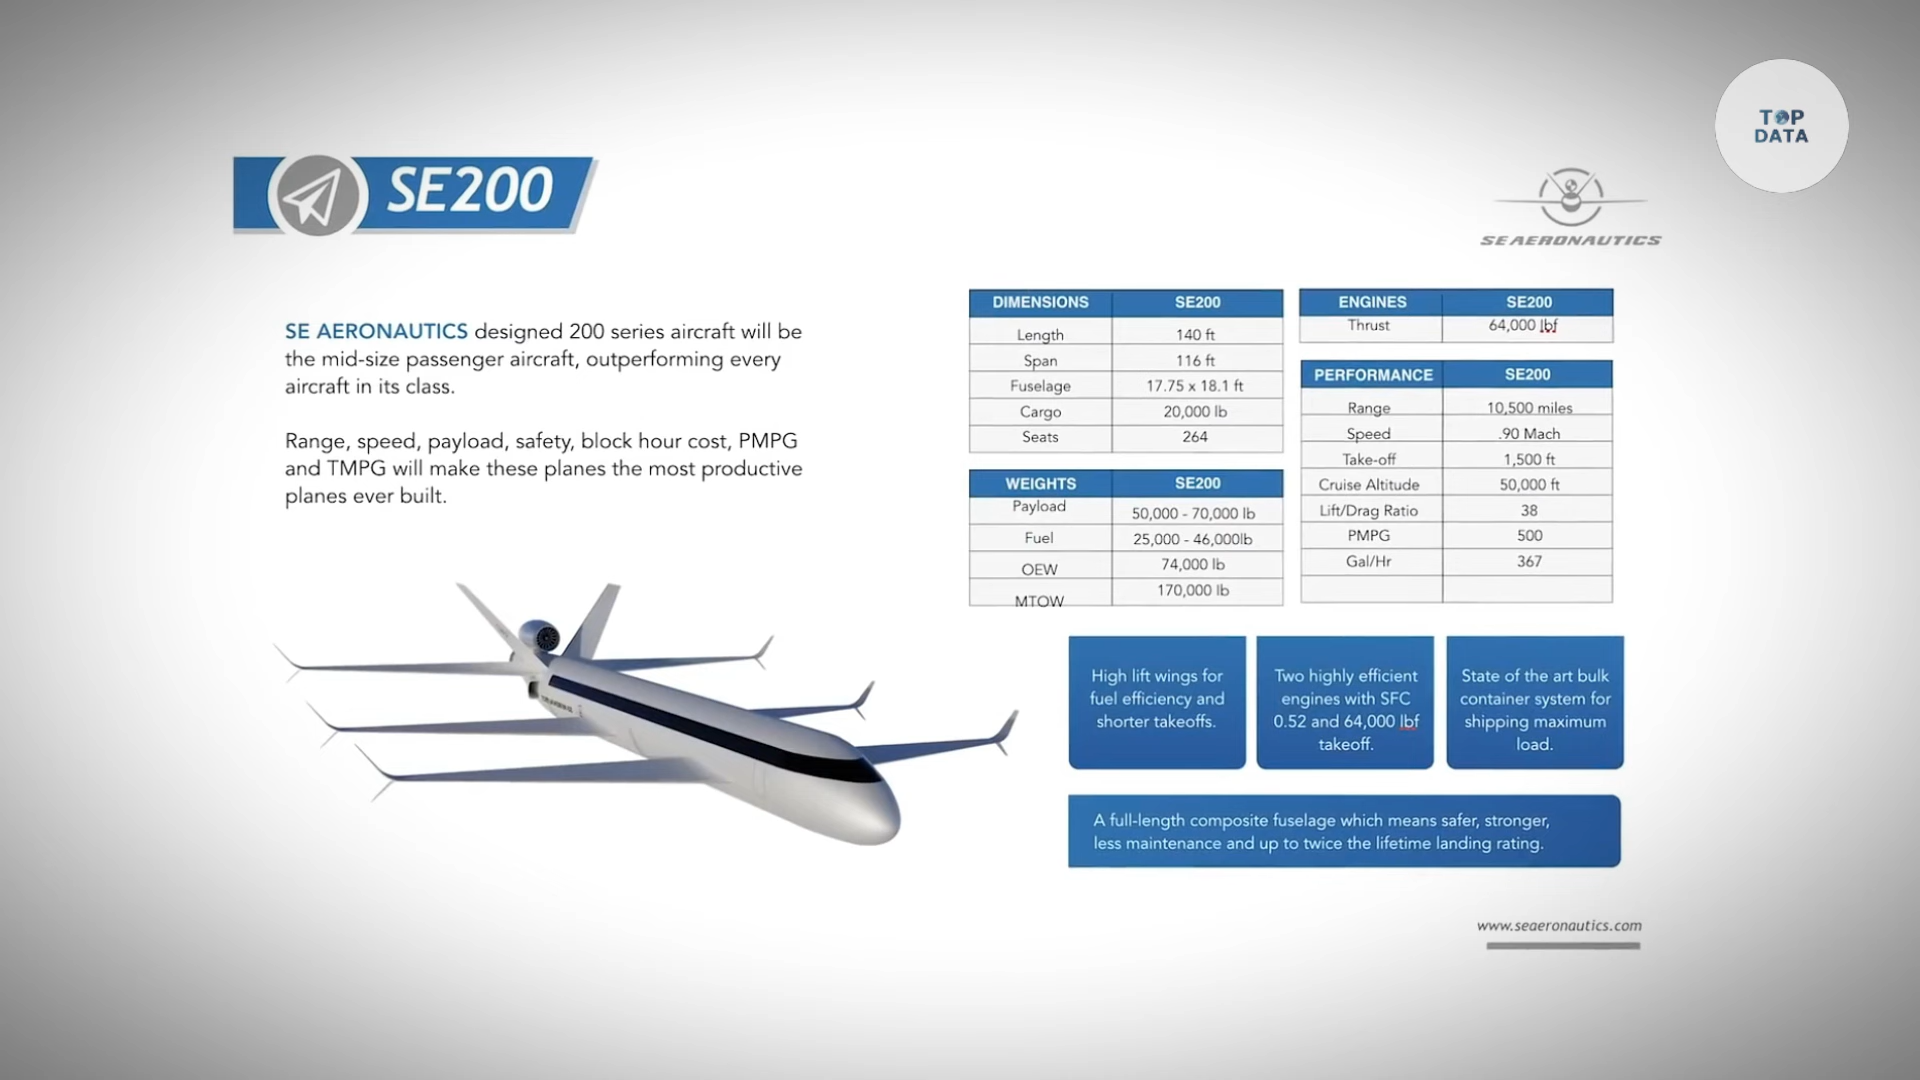 TOP
DATA
SE200
SE AERONAUTICS
SE AERONAUTICS designed 200 series aircraft will be
the mid-size passenger aircraft, outperforming every
aircraft in its class.
Range, speed, payload, safety, block hour cost, PMPG
and TMPG will make these planes the most productive
planes ever built.
DIMENSIONS SE200
Length 140 ft
Span 116 ft
Fuselage 17.75 x 18.1 ft
Cargo 20,000 lb
Seats 264
WEIGHTS SE200
Payload 50,000 - 70,000 lb
Fuel 25,000 - 46,000lb
OEW 74,000 lb
MTOW 170,000 lb
ENGINES SE200
Thrust 64,000 lbf
PERFORMANCE SE200
Range 10,500 miles
Speed .90 Mach
Take-off 1,500 ft
Cruise Altitude 50,000 ft
Lift/Drag Ratio 38
PMPG 500
Gal/Hr 367
High lift wings for
fuel efficiency and
shorter takeoffs.
Two highly efficient
engines with SFC
0.52 and 64,000 lbf
takeoff.
State of the art bulk
container system for
shipping maximum
load.
A full-length composite fuselage which means safer, stronger,
less maintenance and up to twice the lifetime landing rating.
www.seaeronautics.com